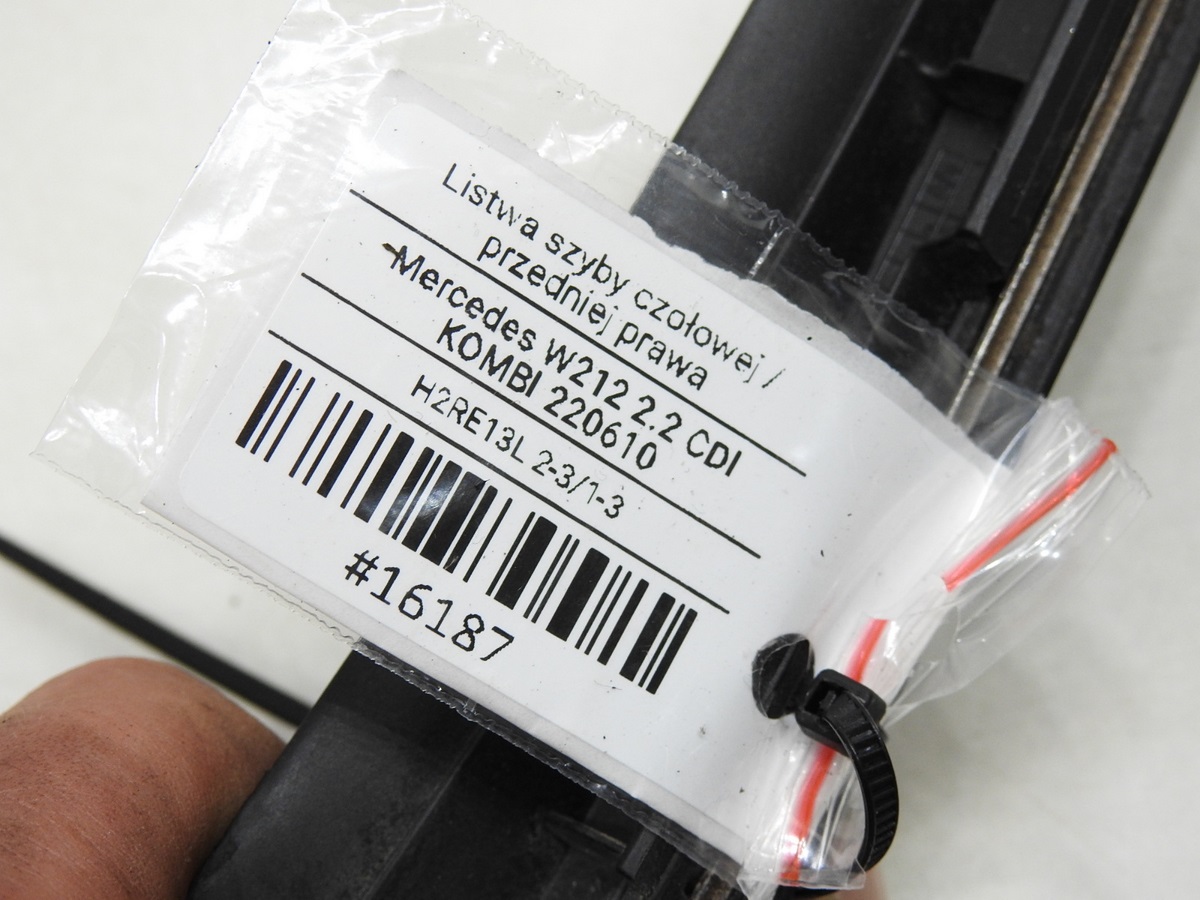 Listwa szyby czołowej /
przedniej prawa
Mercedes W212 2.2 CDI
KOMBI 220610
H2RE13L 2-3/1-3
#16187